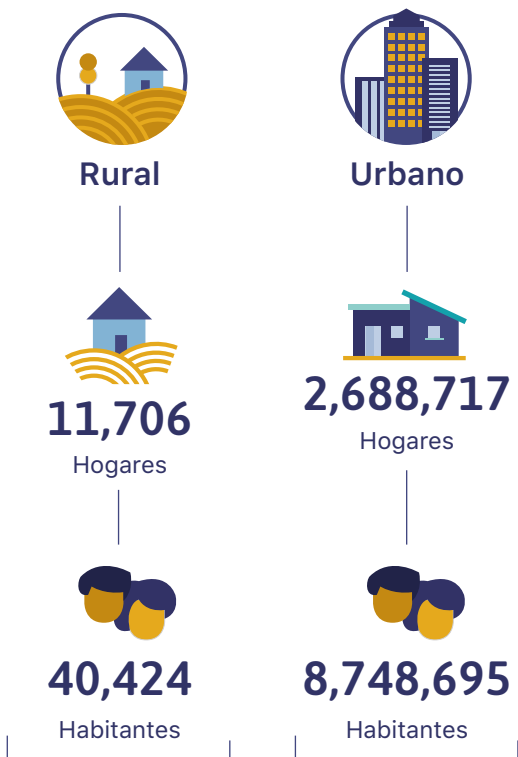 Rural
11,706
Hogares
40,424
Habitantes
Urbano
2,688,717
Hogares
8,748,695
Habitantes